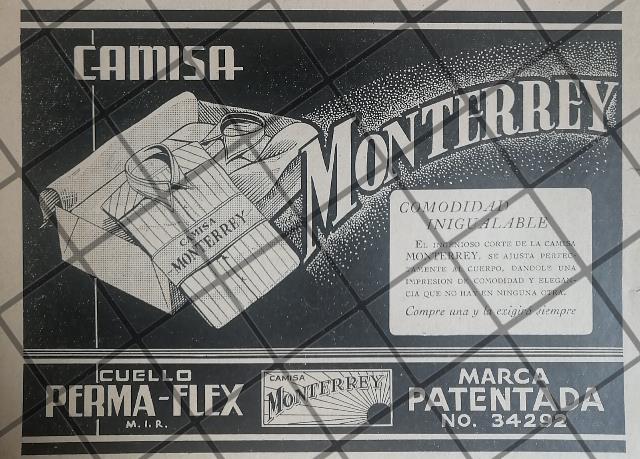 CAMISA
MONTERREY
CAMISA
MONTERREY
COMODIDAD
INIGUALABLE
EL INGENIOSO CORTE DE LA CAMISA
MONTERREY, SE AJUSTA PERFEC-
TAMENTE AL CUERPO, DANDOLE UNA
IMPRESION DE COMODIDAD Y ELEGAN-
CIA QUE NO HAY EN NINGUNA OTRA.
Compre una y la exigirá siempre
CUELLO
PERMA-FLEX
M.I.R.
CAMISA
MONTERREY
MARCA
PATENTADA
NO. 34292